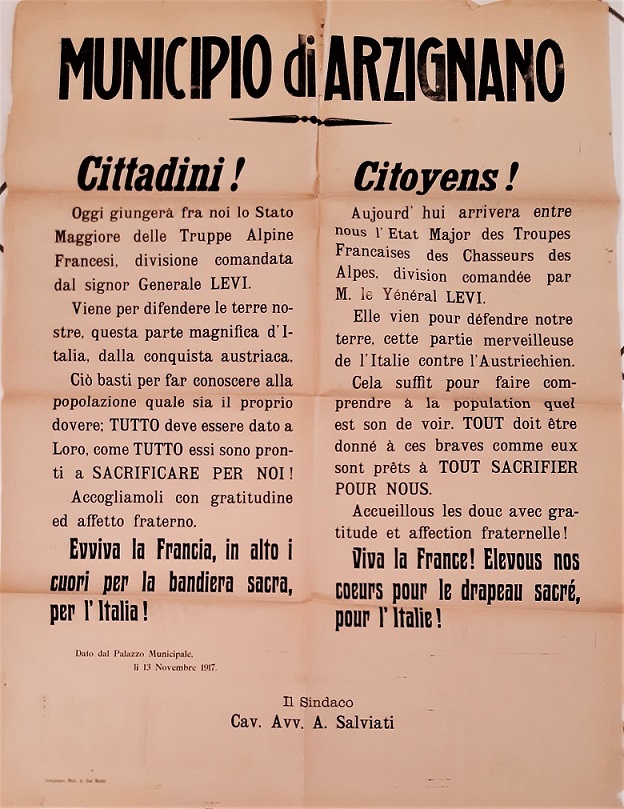 MUNICIPIO di ARZIGNANO
Cittadini !
Oggi giungerà fra noi lo Stato
Maggiore delle Truppe Alpine
Francesi, divisione comandata
dal signor Generale LEVI.
Viene per difendere le terre no-
stre, questa parte magnifica d' I-
talia, dalla conquista austriaca.
Ciò basti per far conoscere alla
popolazione quale sia il proprio
dovere; TUTTO deve essere dato a
Loro, come TUTTO essi sono pron-
ti a SACRIFICARE PER NOI !
Accogliamoli con gratitudine
ed affetto fraterno.
Evviva la Francia, in alto i
cuori per la bandiera sacra,
per l' Italia !
Citoyens !
Aujourd' hui arrivera entre
nous l' Etat Major des Troupes
Francaises des Chasseurs des
Alpes, division comandée par
M. le Yénéral LEVI.
Elle vien pour défendre notre
terre, cette partie merveilleuse
de l' Italie contre l' Austriechien.
Cela suffit pour faire com-
prendre à la population quel
est son de voir. TOUT doit être
donné à ces braves comme eux
sont prêts à TOUT SACRIFIER
POUR NOUS.
Accueillous les douc avec gra-
titude et affection fraternelle !
Viva la France! Elevous nos
coeurs pour le drapeau sacré,
pour l' Italie !
Dato dal Palazzo Municipale,
li 13 Novembre 1917.
Il Sindaco
Cav. Avv. A. Salviati